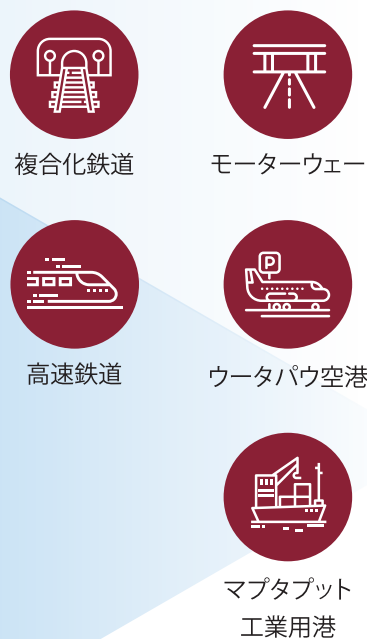 複合化鉄道
モーターウェー
高速鉄道
P
ウータパウ空港
マプタプット
工業用港